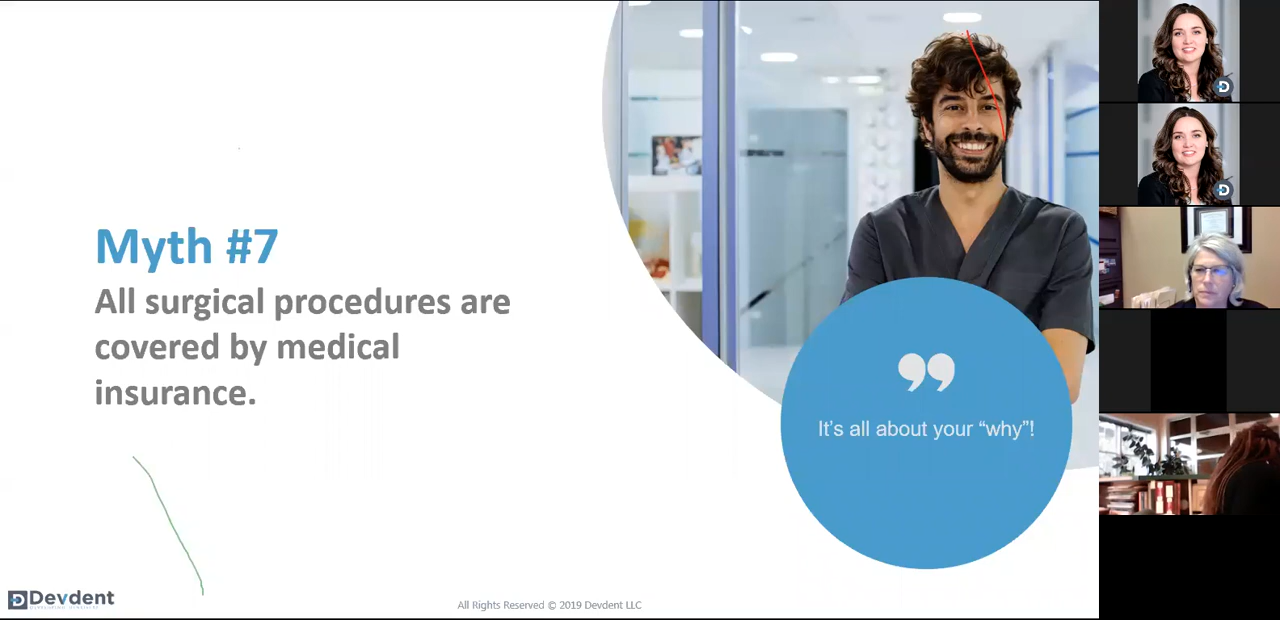 Myth #7
All surgical procedures are
covered by medical
insurance.
”
It's all about your “why”!
Devdent
All Rights Reserved © 2019 Devdent LLC
D
D